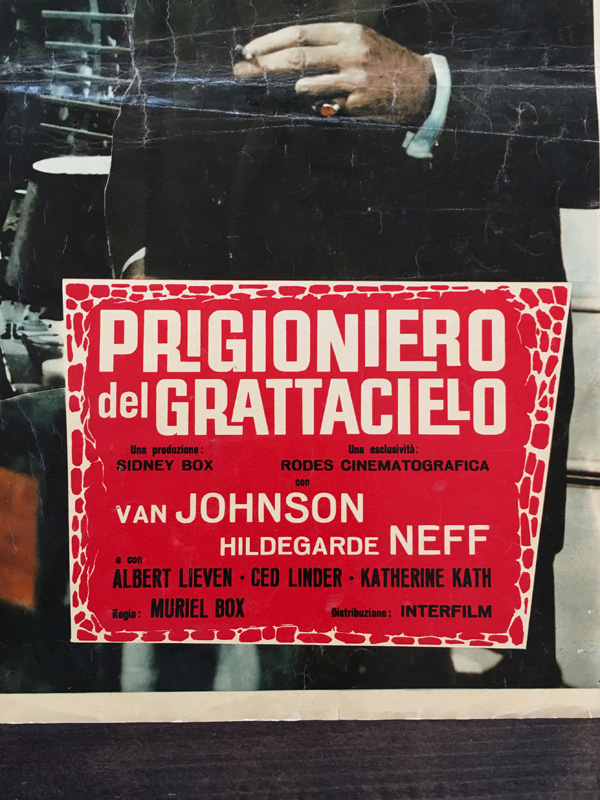 PRIGIONIERO
del GRATTACIELO
Una produzione: Una esclusività:
SIDNEY BOX RODES CINEMATOGRAFICA
con
VAN JOHNSON
HILDEGARDE NEFF
e con
ALBERT LIEVEN · CED LINDER · KATHERINE KATH
Regia: MURIEL BOX Distribuzione: INTERFILM